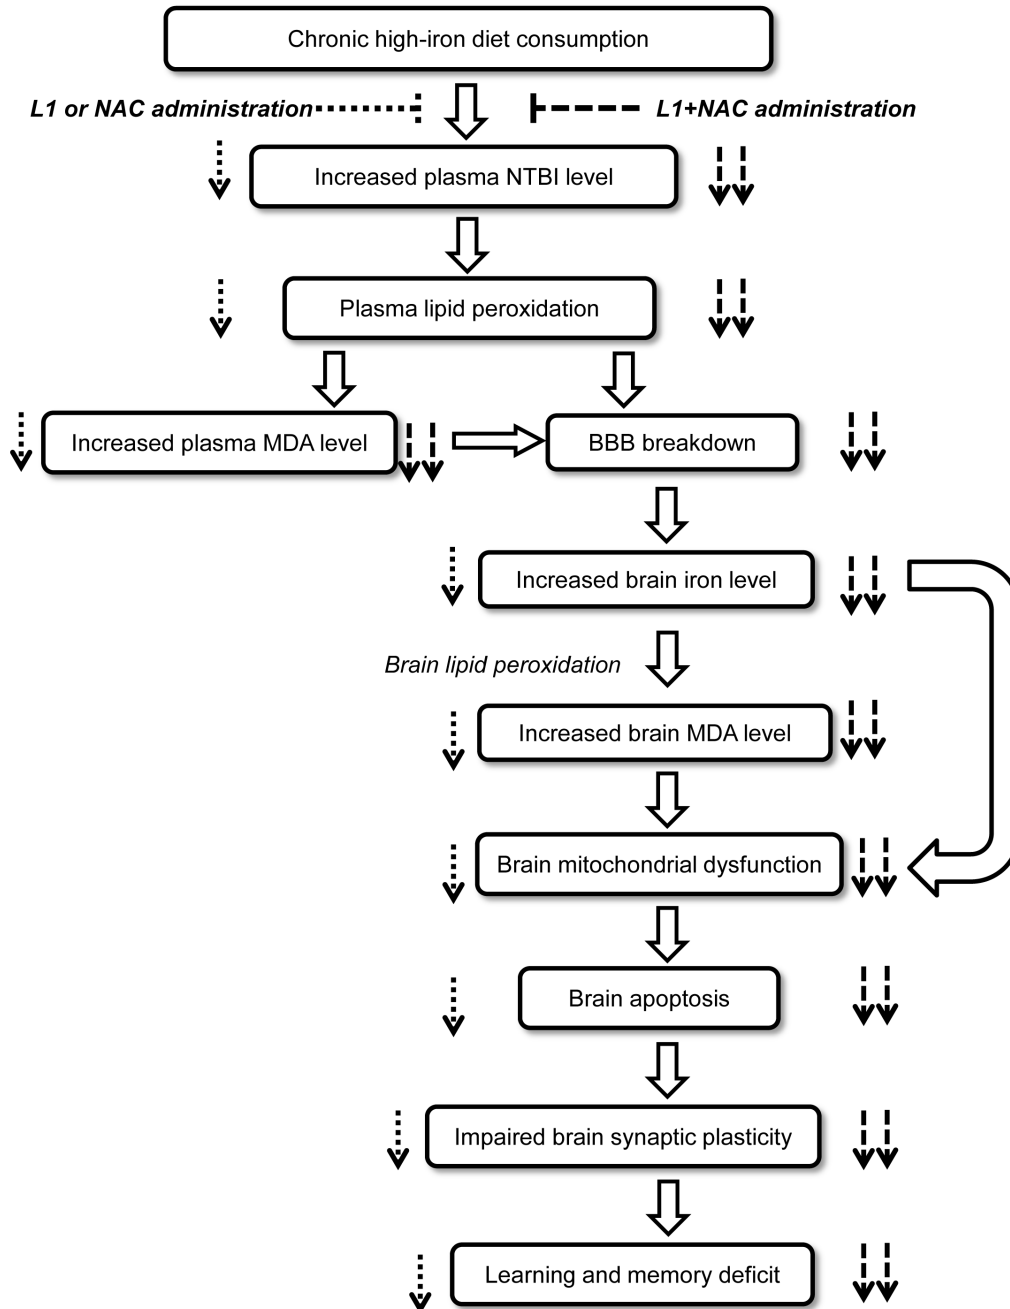 Chronic high-iron diet consumption
L1 or NAC administration
L1+NAC administration
Increased plasma NTBI level
Plasma lipid peroxidation
Increased plasma MDA level
BBB breakdown
Increased brain iron level
Brain lipid peroxidation
Increased brain MDA level
Brain mitochondrial dysfunction
Brain apoptosis
Impaired brain synaptic plasticity
Learning and memory deficit